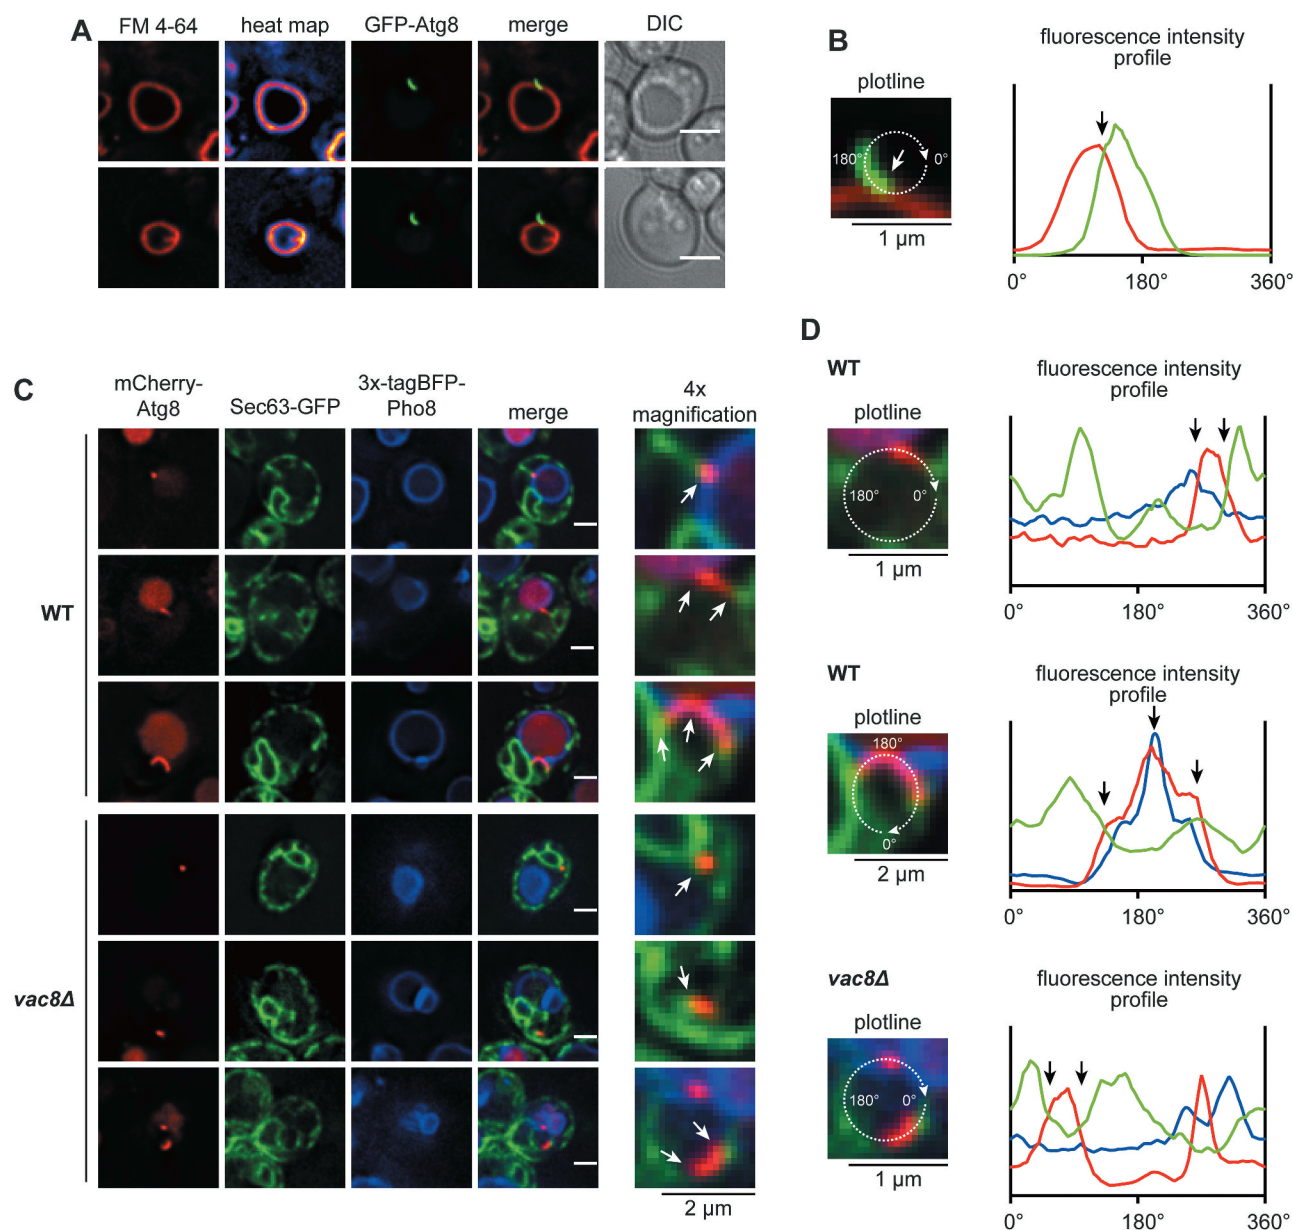 A
FM 4-64
heat map
GFP-Atg8
merge
DIC
B
fluorescence intensity
profile
plotline
180°
0°
1 µm
0°
180°
360°
C
mCherry-
Atg8
Sec63-GFP
3x-tagBFP-
Pho8
merge
4x
magnification
WT
vac8Δ
2 µm
D
WT
fluorescence intensity
profile
plotline
180°
0°
1 µm
0°
180°
360°
WT
fluorescence intensity
profile
plotline
180°
0°
2 µm
0°
180°
360°
vac8Δ
fluorescence intensity
profile
plotline
180°
0°
1 µm
0°
180°
360°